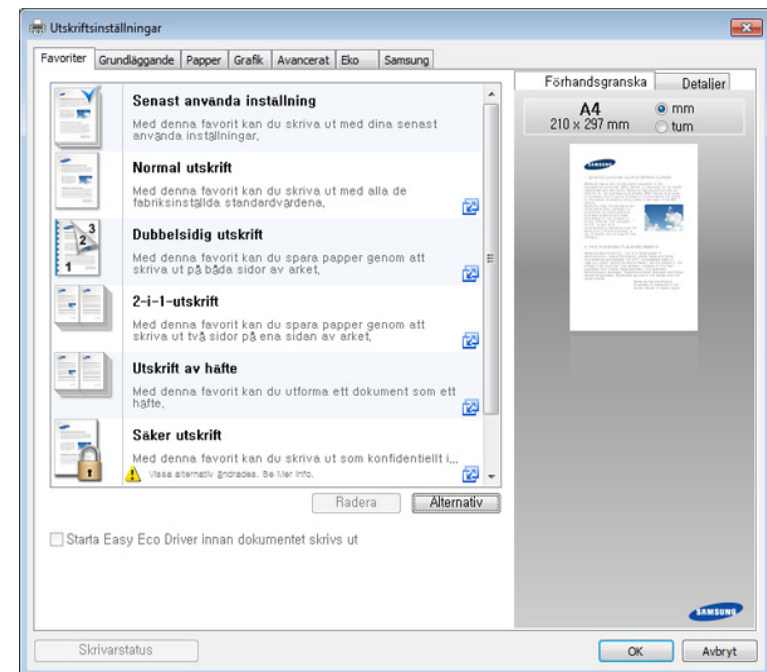 Utskriftsinställningar
Favoriter Grundläggande Papper Grafik Avancerat Eko Samsung
Senast använda inställning
Med denna favorit kan du skriva ut med dina senast
använda inställningar,
Normal utskrift
Med denna favorit kan du skriva ut med alla de
fabriksinställda standardvärdena,
Dubbelsidig utskrift
Med denna favorit kan du spara papper genom att
skriva ut på båda sidor av arket,
2-i-1-utskrift
Med denna favorit kan du spara papper genom att
skriva ut två sidor på ena sidan av arket,
Utskrift av häfte
Med denna favorit kan du utforma ett dokument som ett
häfte,
Säker utskrift
Med denna favorit kan du skriva ut som konfidentiellt i...
Vissa alternativ ändrades. Se Mer Info.
Radera Alternativ
Starta Easy Eco Driver innan dokumentet skrivs ut
Förhandsgranska Detaljer
A4
210 x 297 mm
mm
tum
SAMSUNG
Skrivarstatus
OK Avbryt